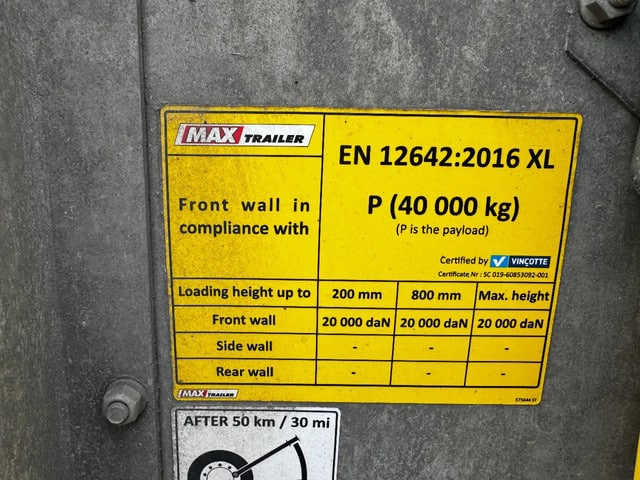 MAX TRAILER
EN 12642:2016 XL
Front wall in
compliance with
P (40 000 kg)
(P is the payload)
Certified by VINÇOTTE
Certificate Nr : SC 019-60853092-001
Loading height up to 200 mm 800 mm Max. height
Front wall 20 000 daN 20 000 daN 20 000 daN
Side wall - - -
Rear wall - - -
MAX TRAILER
AFTER 50 km / 30 mi